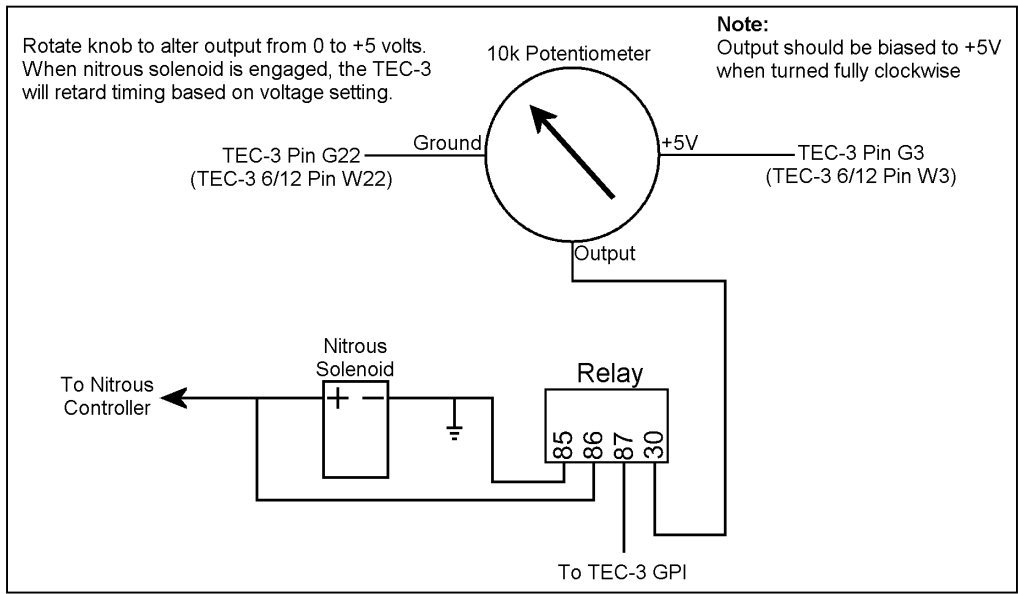 Rotate knob to alter output from 0 to +5 volts.
When nitrous solenoid is engaged, the TEC-3
will retard timing based on voltage setting.
Note:
Output should be biased to +5V
when turned fully clockwise
10k Potentiometer
Ground
+5V
TEC-3 Pin G22
(TEC-3 6/12 Pin W22)
TEC-3 Pin G3
(TEC-3 6/12 Pin W3)
Output
Nitrous
Solenoid
+ −
To Nitrous
Controller
Relay
85
86
87
30
To TEC-3 GPI